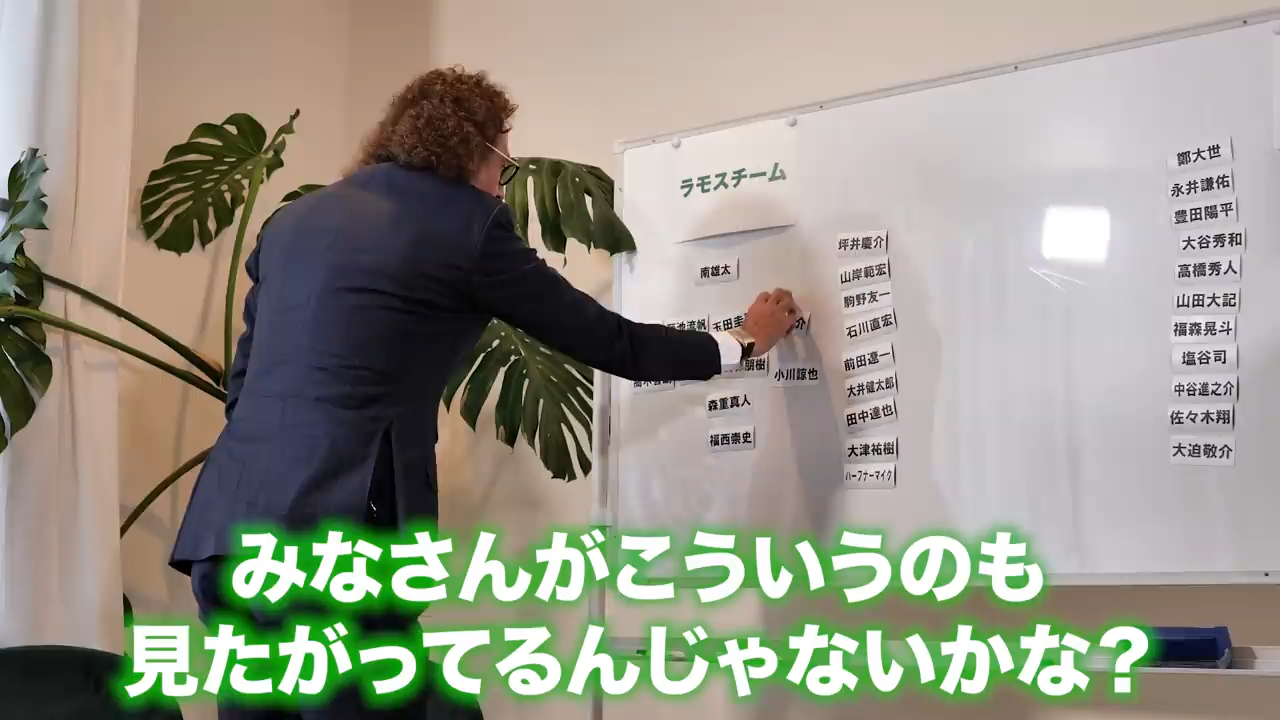 ラモスチーム
南雄太
小川諒也
森重真人
福西崇史
坪井慶介
山岸範宏
駒野友一
石川直宏
前田遼一
大井健太郎
田中達也
大津祐樹
ハーフナーマイク
鄭大世
永井謙佑
豊田陽平
大谷秀和
高橋秀人
山田大記
福森晃斗
塩谷司
中谷進之介
佐々木翔
大迫敬介
みなさんがこういうのも
見たがってるんじゃないかな？